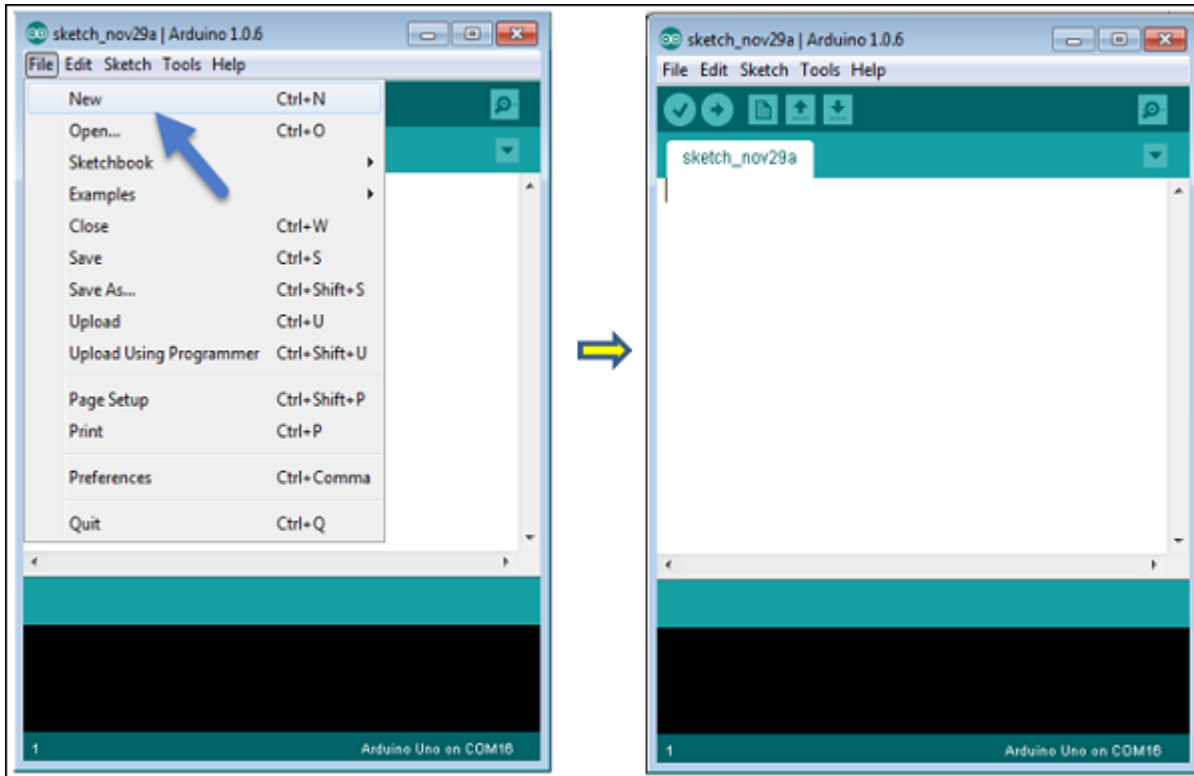 sketch_nov29a | Arduino 1.0.6
File Edit Sketch Tools Help
New Ctrl+N
Open... Ctrl+O
Sketchbook
Examples
Close Ctrl+W
Save Ctrl+S
Save As... Ctrl+Shift+S
Upload Ctrl+U
Upload Using Programmer Ctrl+Shift+U
Page Setup Ctrl+Shift+P
Print Ctrl+P
Preferences Ctrl+Comma
Quit Ctrl+Q
1 Arduino Uno on COM16
sketch_nov29a | Arduino 1.0.6
File Edit Sketch Tools Help
sketch_nov29a
1 Arduino Uno on COM16